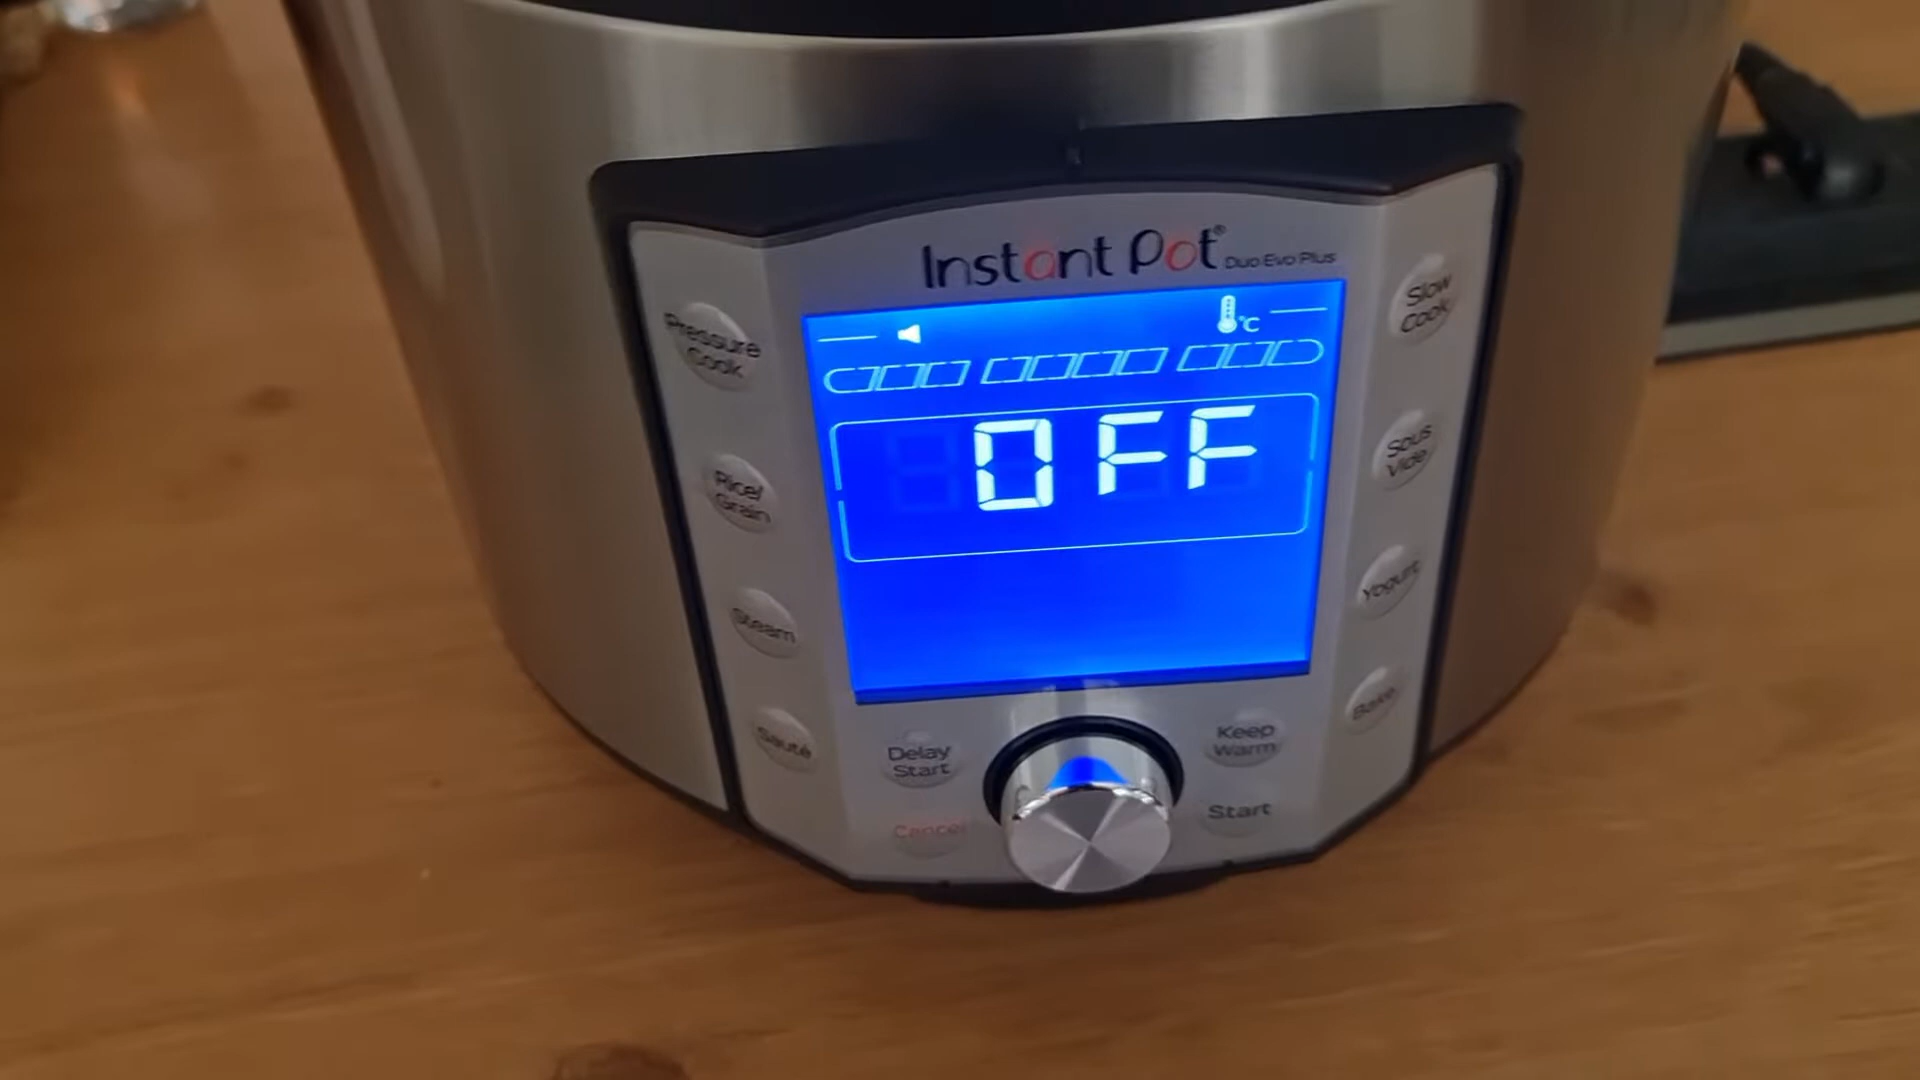 Instant Pot® Duo Evo Plus
°C
OFF
Pressure
Cook
Rice/
Grain
Steam
Sauté
Slow
Cook
Sous
Vide
Yogurt
Bake
Delay
Start
Keep
Warm
Cancel
Start